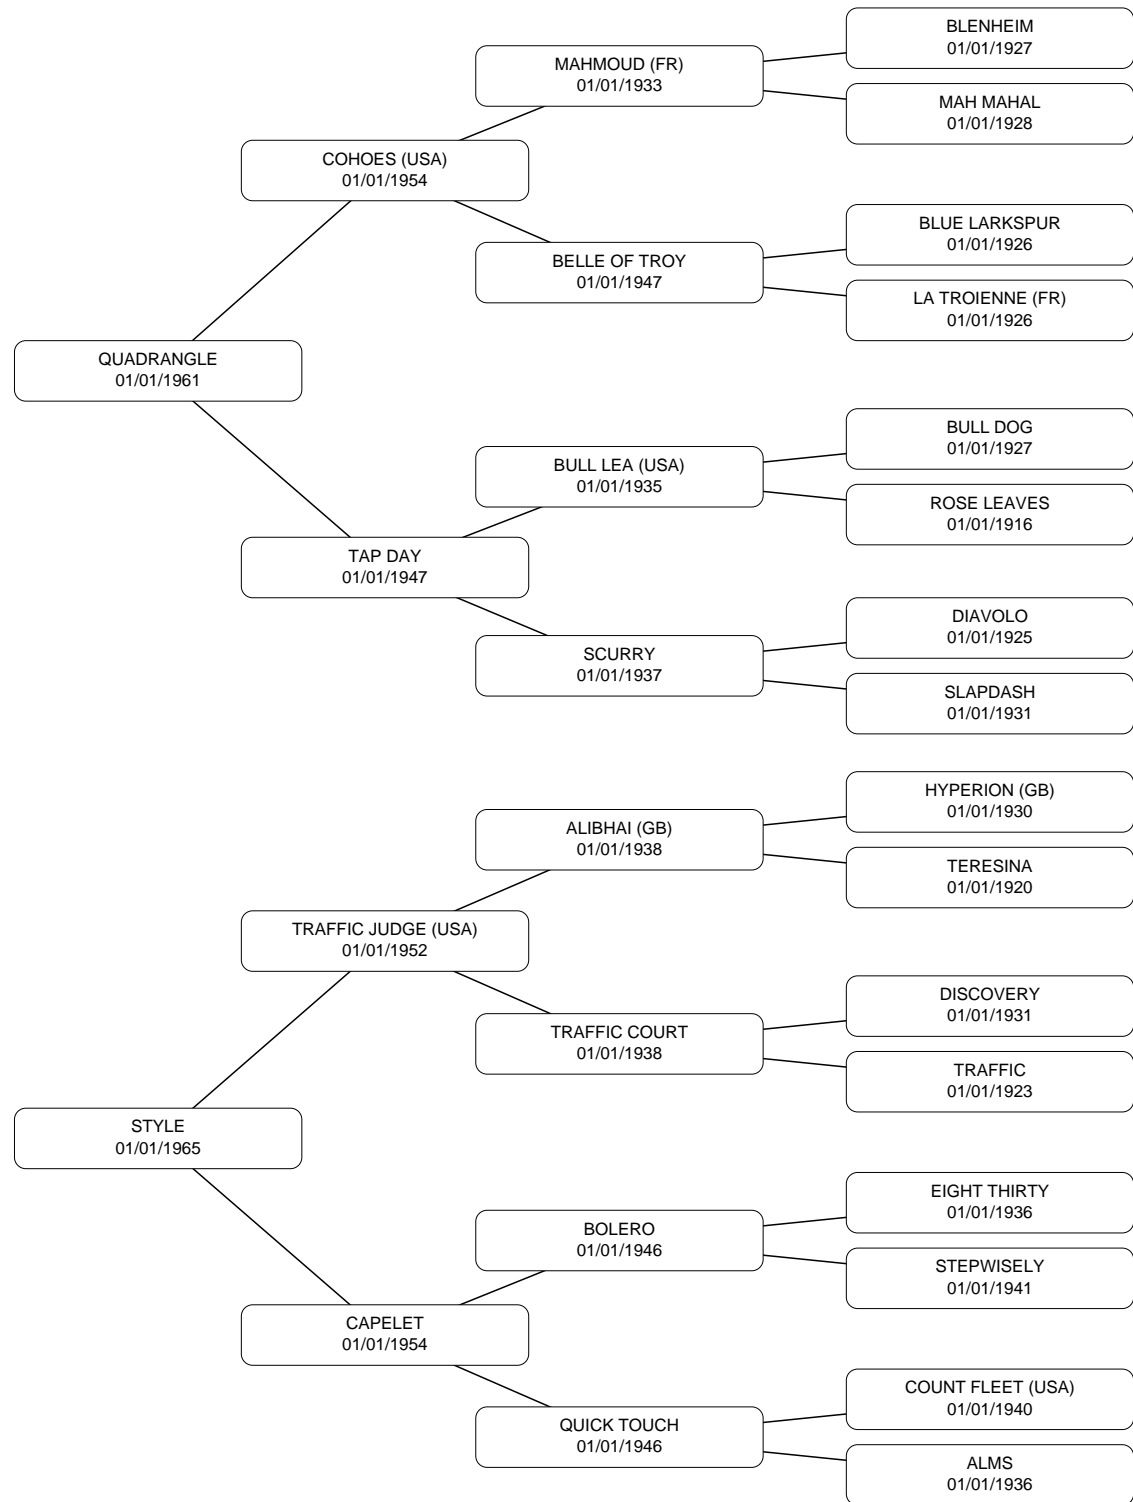 BLENHEIM
01/01/1927
MAHMOUD (FR)
01/01/1933
MAH MAHAL
01/01/1928
COHOES (USA)
01/01/1954
BLUE LARKSPUR
01/01/1926
BELLE OF TROY
01/01/1947
LA TROIENNE (FR)
01/01/1926
QUADRANGLE
01/01/1961
BULL DOG
01/01/1927
BULL LEA (USA)
01/01/1935
ROSE LEAVES
01/01/1916
TAP DAY
01/01/1947
DIAVOLO
01/01/1925
SCURRY
01/01/1937
SLAPDASH
01/01/1931
HYPERION (GB)
01/01/1930
ALIBHAI (GB)
01/01/1938
TERESINA
01/01/1920
TRAFFIC JUDGE (USA)
01/01/1952
DISCOVERY
01/01/1931
TRAFFIC COURT
01/01/1938
TRAFFIC
01/01/1923
STYLE
01/01/1965
EIGHT THIRTY
01/01/1936
BOLERO
01/01/1946
STEPWISELY
01/01/1941
CAPELET
01/01/1954
COUNT FLEET (USA)
01/01/1940
QUICK TOUCH
01/01/1946
ALMS
01/01/1936